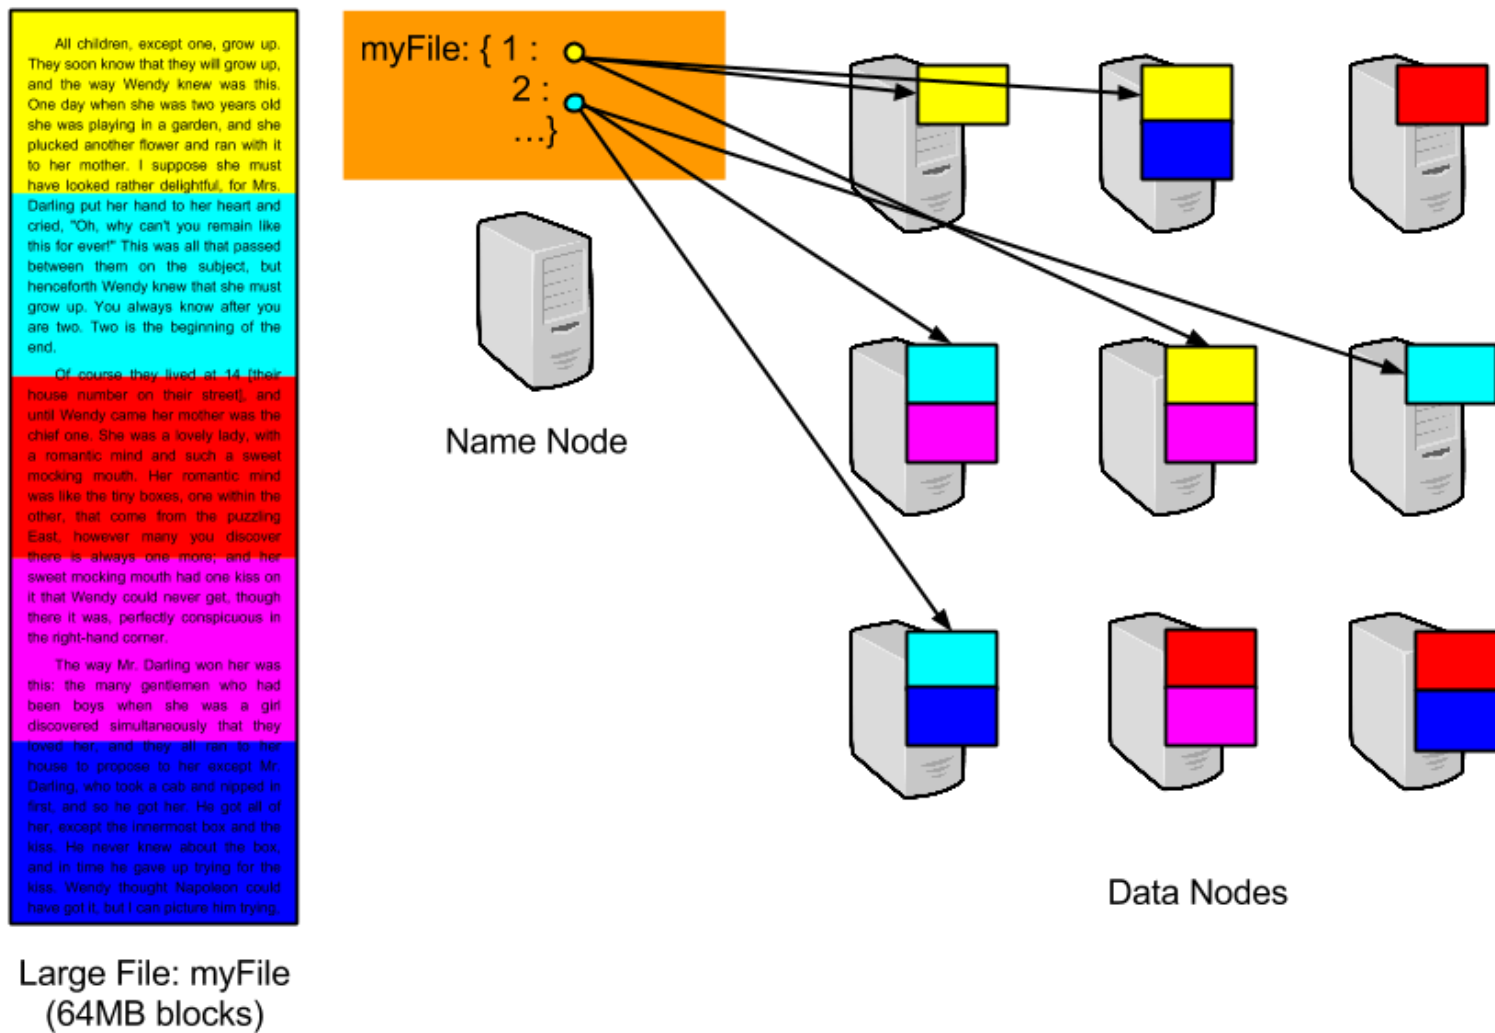 All children, except one, grow up.
They soon know that they will grow up,
and the way Wendy knew was this.
One day when she was two years old
she was playing in a garden, and she
plucked another flower and ran with it
to her mother. I suppose she must
have looked rather delightful, for Mrs.
Darling put her hand to her heart and
cried, "Oh, why can't you remain like
this for ever!" This was all that passed
between them on the subject, but
henceforth Wendy knew that she must
grow up. You always know after you
are two. Two is the beginning of the
end.
Of course they lived at 14 [their
house number on their street], and
until Wendy came her mother was the
chief one. She was a lovely lady, with
a romantic mind and such a sweet
mocking mouth. Her romantic mind
was like the tiny boxes, one within the
other, that come from the puzzling
East, however many you discover
there is always one more; and her
sweet mocking mouth had one kiss on
it that Wendy could never get, though
there it was, perfectly conspicuous in
the right-hand corner.
The way Mr. Darling won her was
this: the many gentlemen who had
been boys when she was a girl
discovered simultaneously that they
loved her, and they all ran to her
house to propose to her except Mr.
Darling, who took a cab and nipped in
first, and so he got her. He got all of
her, except the innermost box and the
kiss. He never knew about the box,
and in time he gave up trying for the
kiss. Wendy thought Napoleon could
have got it, but I can picture him trying,
Large File: myFile
(64MB blocks)
myFile: { 1 :
2 :
...}
Name Node
Data Nodes